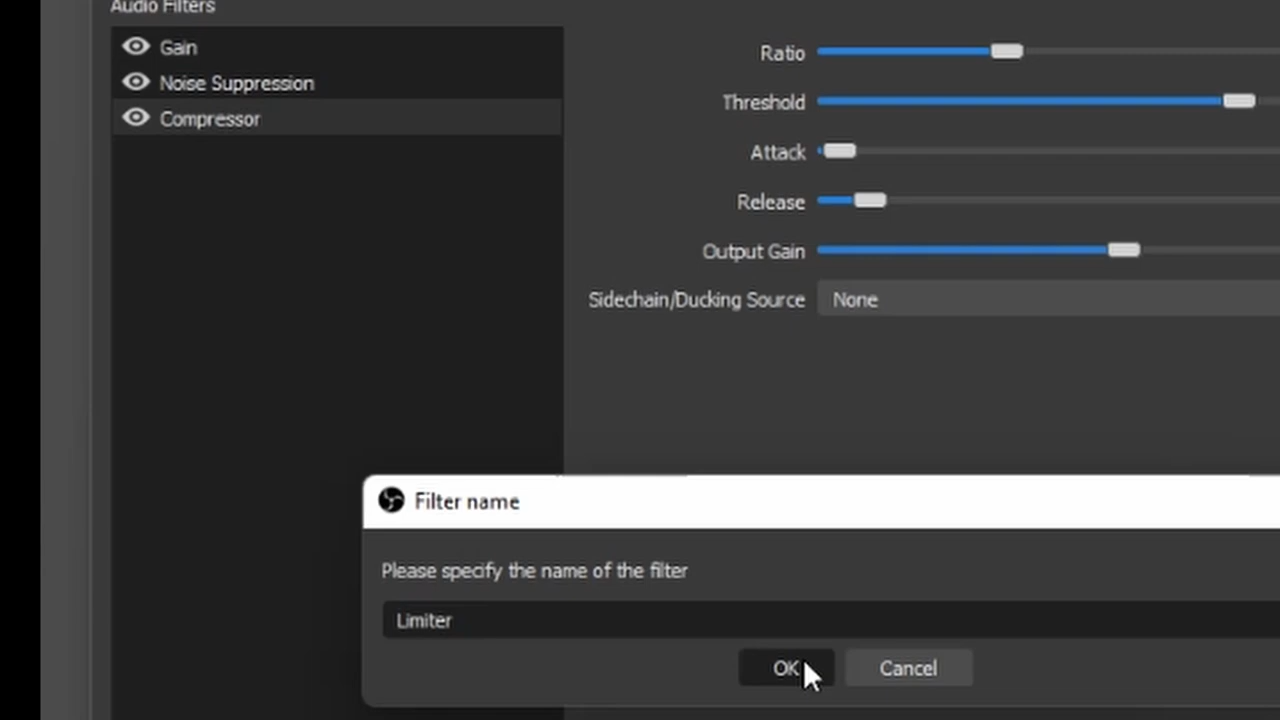 Audio Filters
Gain
Noise Suppression
Compressor
Ratio
Threshold
Attack
Release
Output Gain
Sidechain/Ducking Source None
Filter name
Please specify the name of the filter
Limiter
OK Cancel